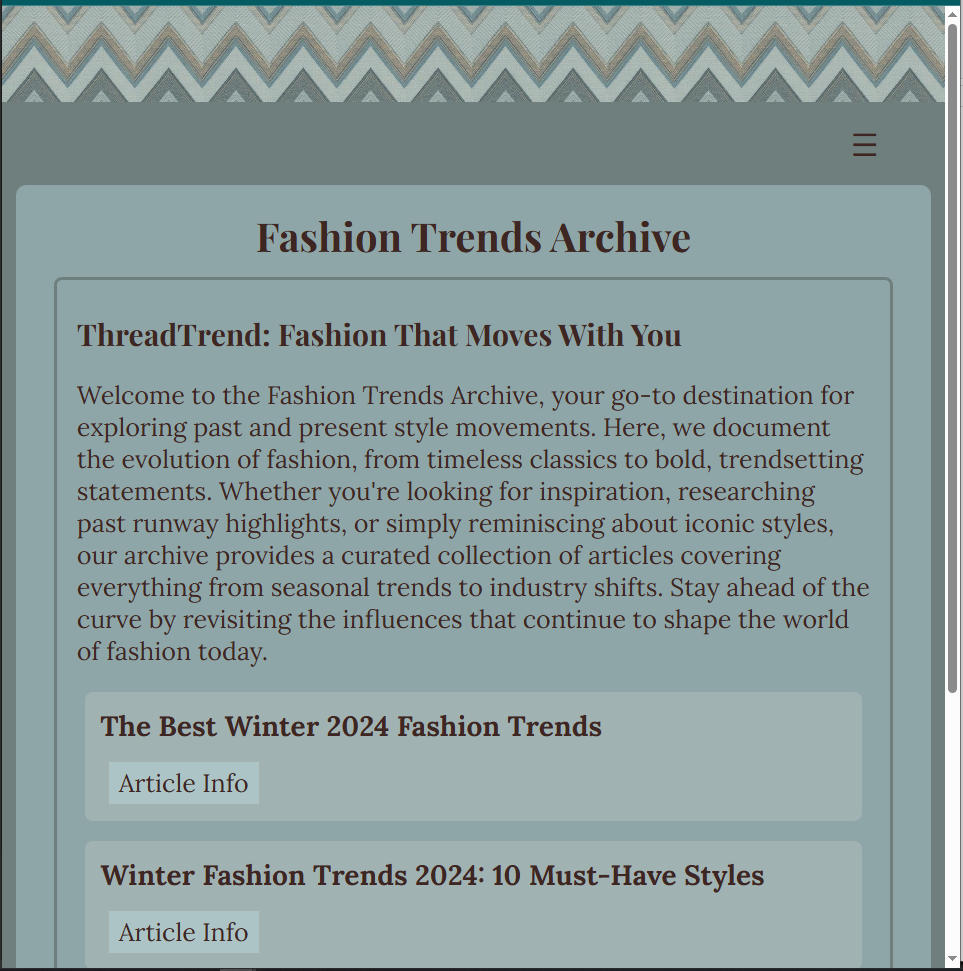 Fashion Trends Archive
ThreadTrend: Fashion That Moves With You
Welcome to the Fashion Trends Archive, your go-to destination for
exploring past and present style movements. Here, we document
the evolution of fashion, from timeless classics to bold, trendsetting
statements. Whether you're looking for inspiration, researching
past runway highlights, or simply reminiscing about iconic styles,
our archive provides a curated collection of articles covering
everything from seasonal trends to industry shifts. Stay ahead of the
curve by revisiting the influences that continue to shape the world
of fashion today.
The Best Winter 2024 Fashion Trends
Article Info
Winter Fashion Trends 2024: 10 Must-Have Styles
Article Info